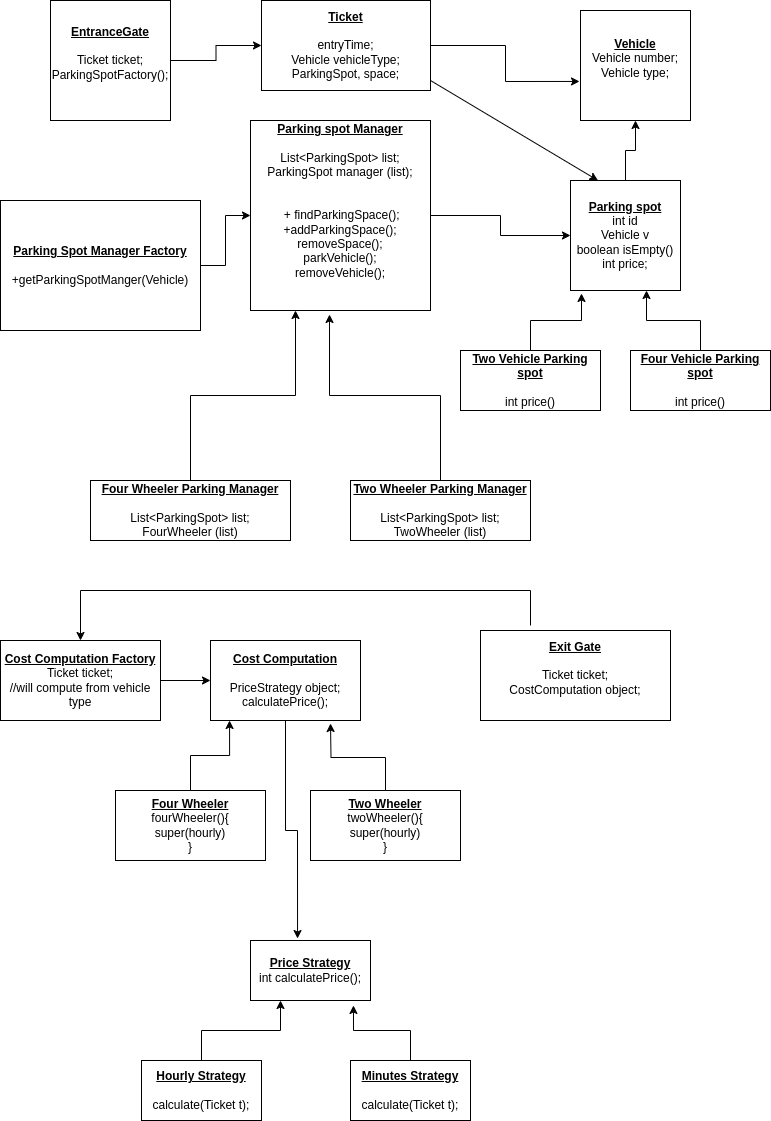 EntranceGate
Ticket ticket;
ParkingSpotFactory();
Ticket
entryTime;
Vehicle vehicleType;
ParkingSpot, space;
Vehicle
Vehicle number;
Vehicle type;
Parking spot Manager
List<ParkingSpot> list;
ParkingSpot manager (list);
+ findParkingSpace();
+addParkingSpace();
removeSpace();
parkVehicle();
removeVehicle();
Parking spot
int id
Vehicle v
boolean isEmpty()
int price;
Parking Spot Manager Factory
+getParkingSpotManger(Vehicle)
Two Vehicle Parking
spot
int price()
Four Vehicle Parking
spot
int price()
Four Wheeler Parking Manager
List<ParkingSpot> list;
FourWheeler (list)
Two Wheeler Parking Manager
List<ParkingSpot> list;
TwoWheeler (list)
Cost Computation Factory
Ticket ticket;
//will compute from vehicle
type
Cost Computation
PriceStrategy object;
calculatePrice();
Exit Gate
Ticket ticket;
CostComputation object;
Four Wheeler
fourWheeler(){
super(hourly)
}
Two Wheeler
twoWheeler(){
super(hourly)
}
Price Strategy
int calculatePrice();
Hourly Strategy
calculate(Ticket t);
Minutes Strategy
calculate(Ticket t);